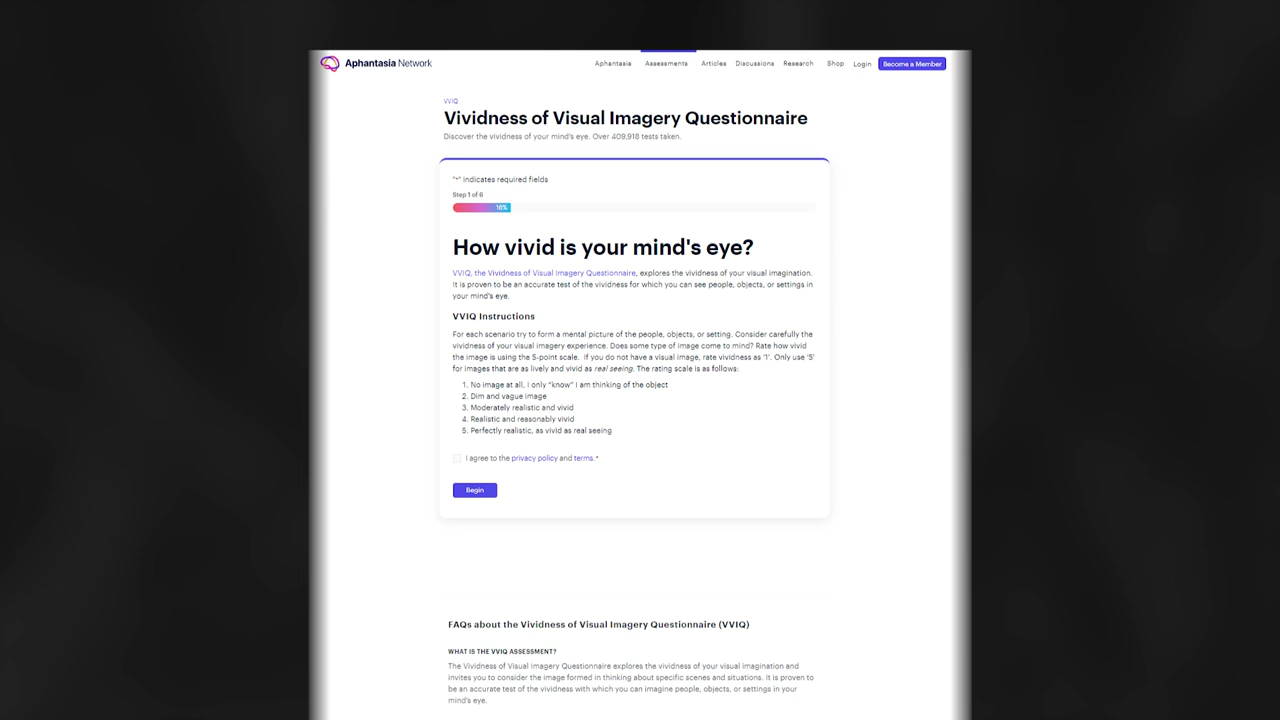 Aphantasia Network
Aphantasia Assessments Articles Discussions Research Shop Login Become a Member
VVIQ
Vividness of Visual Imagery Questionnaire
Discover the vividness of your mind's eye. Over 409,918 tests taken.
"*" indicates required fields
Step 1 of 6
16%
How vivid is your mind's eye?
VVIQ, the Vividness of Visual Imagery Questionnaire, explores the vividness of your visual imagination.
It is proven to be an accurate test of the vividness for which you can see people, objects, or settings in
your mind's eye.
VVIQ Instructions
For each scenario try to form a mental picture of the people, objects, or setting. Consider carefully the
vividness of your visual imagery experience. Does some type of image come to mind? Rate how vivid
the image is using the 5-point scale. If you do not have a visual image, rate vividness as '1'. Only use '5'
for images that are as lively and vivid as real seeing. The rating scale is as follows:
1. No image at all, I only "know" I am thinking of the object
2. Dim and vague image
3. Moderately realistic and vivid
4. Realistic and reasonably vivid
5. Perfectly realistic, as vivid as real seeing
I agree to the privacy policy and terms.*
Begin
FAQs about the Vividness of Visual Imagery Questionnaire (VVIQ)
WHAT IS THE VVIQ ASSESSMENT?
The Vividness of Visual Imagery Questionnaire explores the vividness of your visual imagination and
invites you to consider the image formed in thinking about specific scenes and situations. It is proven to
be an accurate test of the vividness with which you can imagine people, objects, or settings in your
mind's eye.